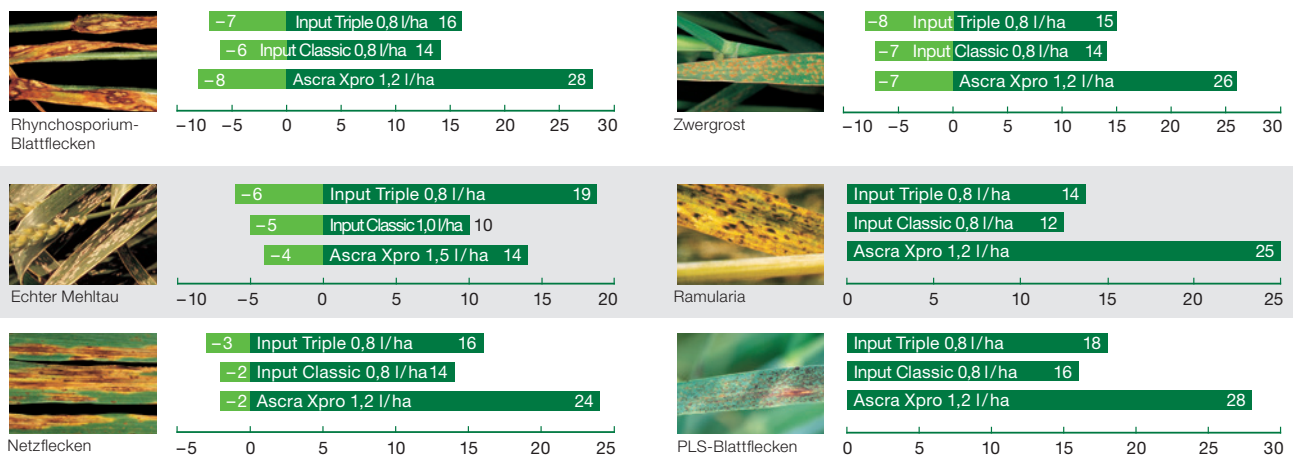 −7 Input Triple 0,8 l/ha 16
−6 Input Classic 0,8 l/ha 14
−8 Ascra Xpro 1,2 l/ha 28
−10 −5 0 5 10 15 20 25 30
Rhynchosporium-
Blattflecken
−8 Input Triple 0,8 l/ha 15
−7 Input Classic 0,8 l/ha 14
−7 Ascra Xpro 1,2 l/ha 26
−10 −5 0 5 10 15 20 25 30
Zwergrost
−6 Input Triple 0,8 l/ha 19
−5 Input Classic 1,0 l/ha 10
−4 Ascra Xpro 1,5 l/ha 14
−10 −5 0 5 10 15 20
Echter Mehltau
Input Triple 0,8 l/ha 14
Input Classic 0,8 l/ha 12
Ascra Xpro 1,2 l/ha 25
0 5 10 15 20 25
Ramularia
−3 Input Triple 0,8 l/ha 16
−2 Input Classic 0,8 l/ha 14
−2 Ascra Xpro 1,2 l/ha 24
−5 0 5 10 15 20 25
Netzflecken
Input Triple 0,8 l/ha 18
Input Classic 0,8 l/ha 16
Ascra Xpro 1,2 l/ha 28
0 5 10 15 20 25 30
PLS-Blattflecken